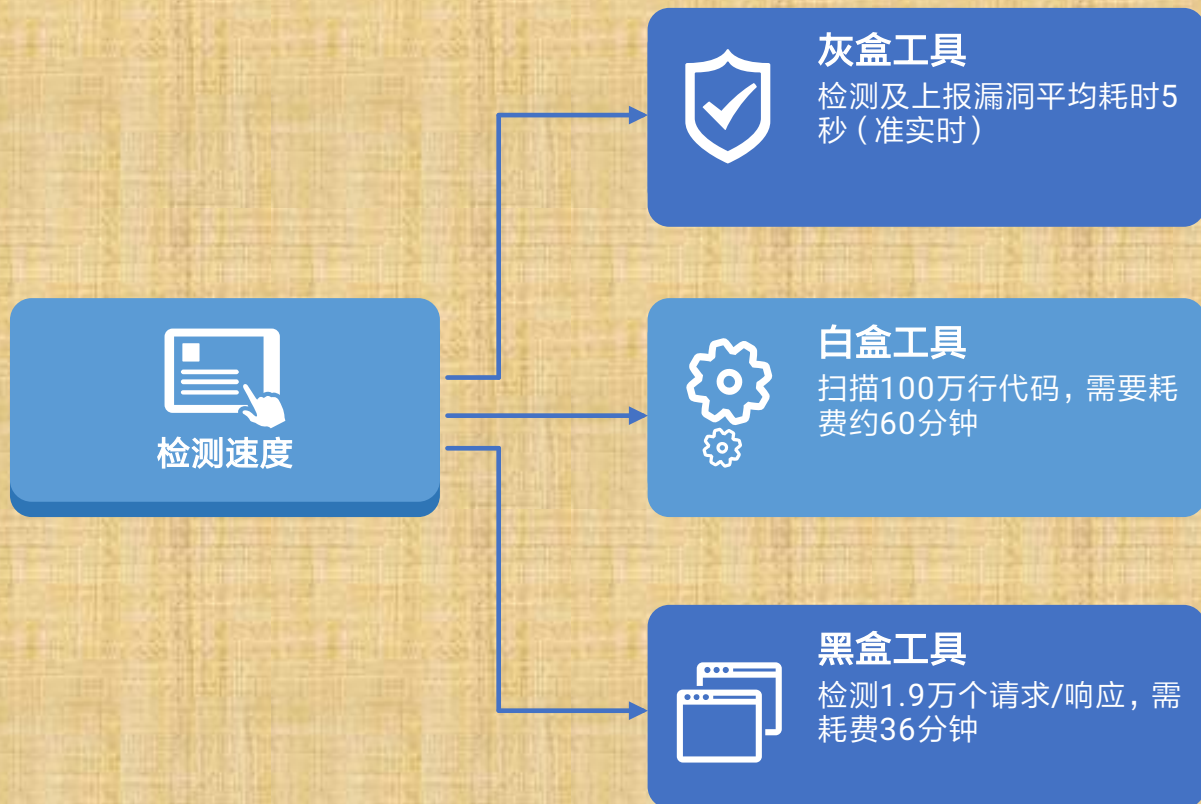 灰盒工具
检测及上报漏洞平均耗时5
秒（准实时）
检测速度
白盒工具
扫描100万行代码，需要耗
费约60分钟
黑盒工具
检测1.9万个请求/响应，需
耗费36分钟